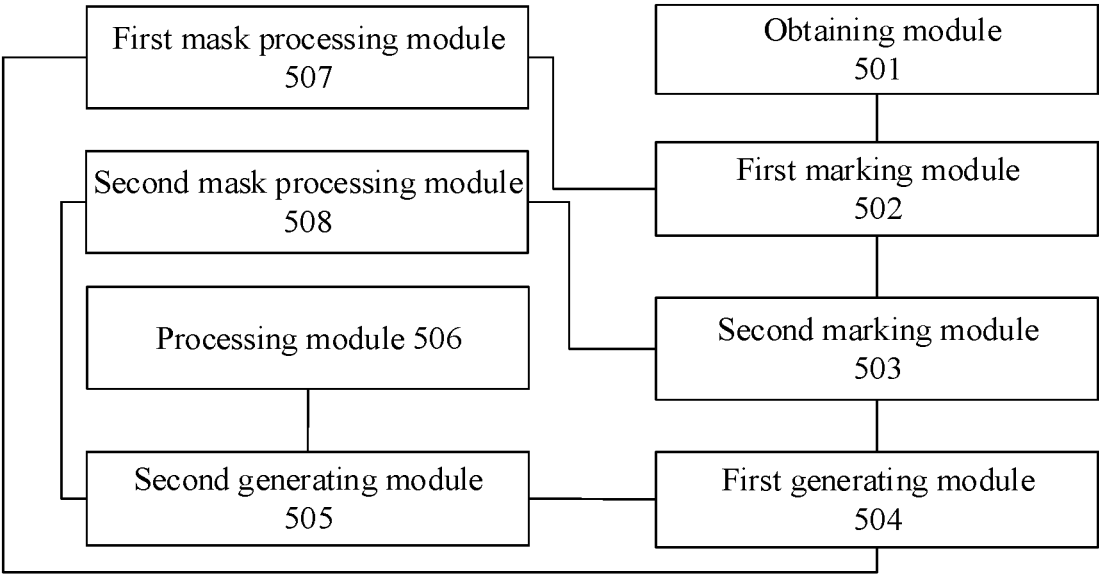 First mask processing module
507
Obtaining module
501
Second mask processing module
508
First marking module
502
Processing module 506
Second marking module
503
Second generating module
505
First generating module
504